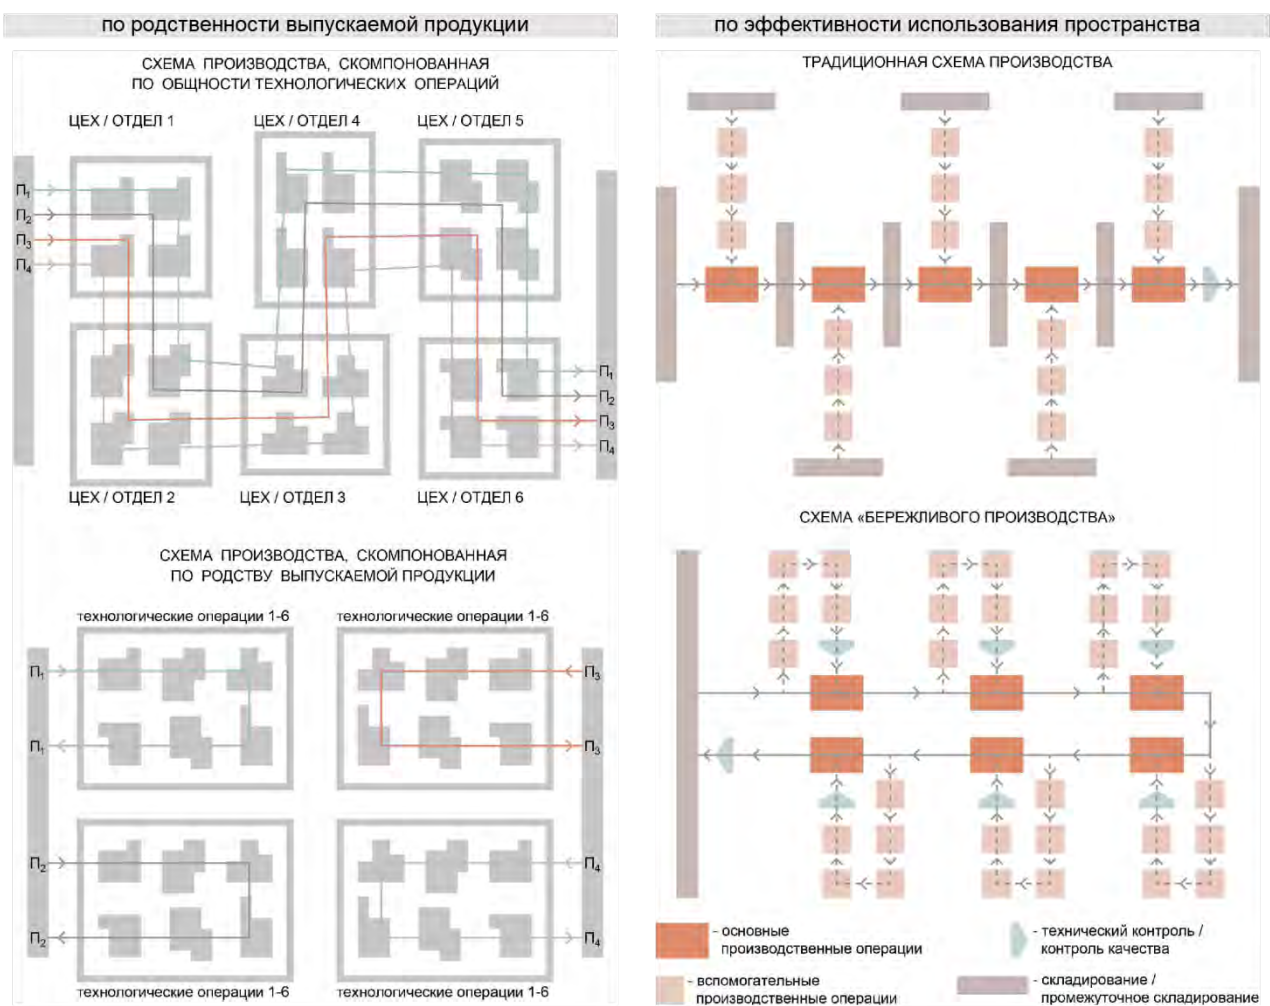 по родственности выпускаемой продукции
СХЕМА ПРОИЗВОДСТВА, СКОМПОНОВАННАЯ
ПО ОБЩНОСТИ ТЕХНОЛОГИЧЕСКИХ ОПЕРАЦИЙ
ЦЕХ / ОТДЕЛ 1
ЦЕХ / ОТДЕЛ 4
ЦЕХ / ОТДЕЛ 5
П1
П2
П3
П4
П1
П2
П3
П4
ЦЕХ / ОТДЕЛ 2
ЦЕХ / ОТДЕЛ 3
ЦЕХ / ОТДЕЛ 6
СХЕМА ПРОИЗВОДСТВА, СКОМПОНОВАННАЯ
ПО РОДСТВУ ВЫПУСКАЕМОЙ ПРОДУКЦИИ
технологические операции 1-6
технологические операции 1-6
П1
П3
П1
П3
П2
П4
П2
П4
технологические операции 1-6
технологические операции 1-6
по эффективности использования пространства
ТРАДИЦИОННАЯ СХЕМА ПРОИЗВОДСТВА
СХЕМА «БЕРЕЖЛИВОГО ПРОИЗВОДСТВА»
- основные
производственные операции
- технический контроль /
контроль качества
- вспомогательные
производственные операции
- складирование /
промежуточное складирование